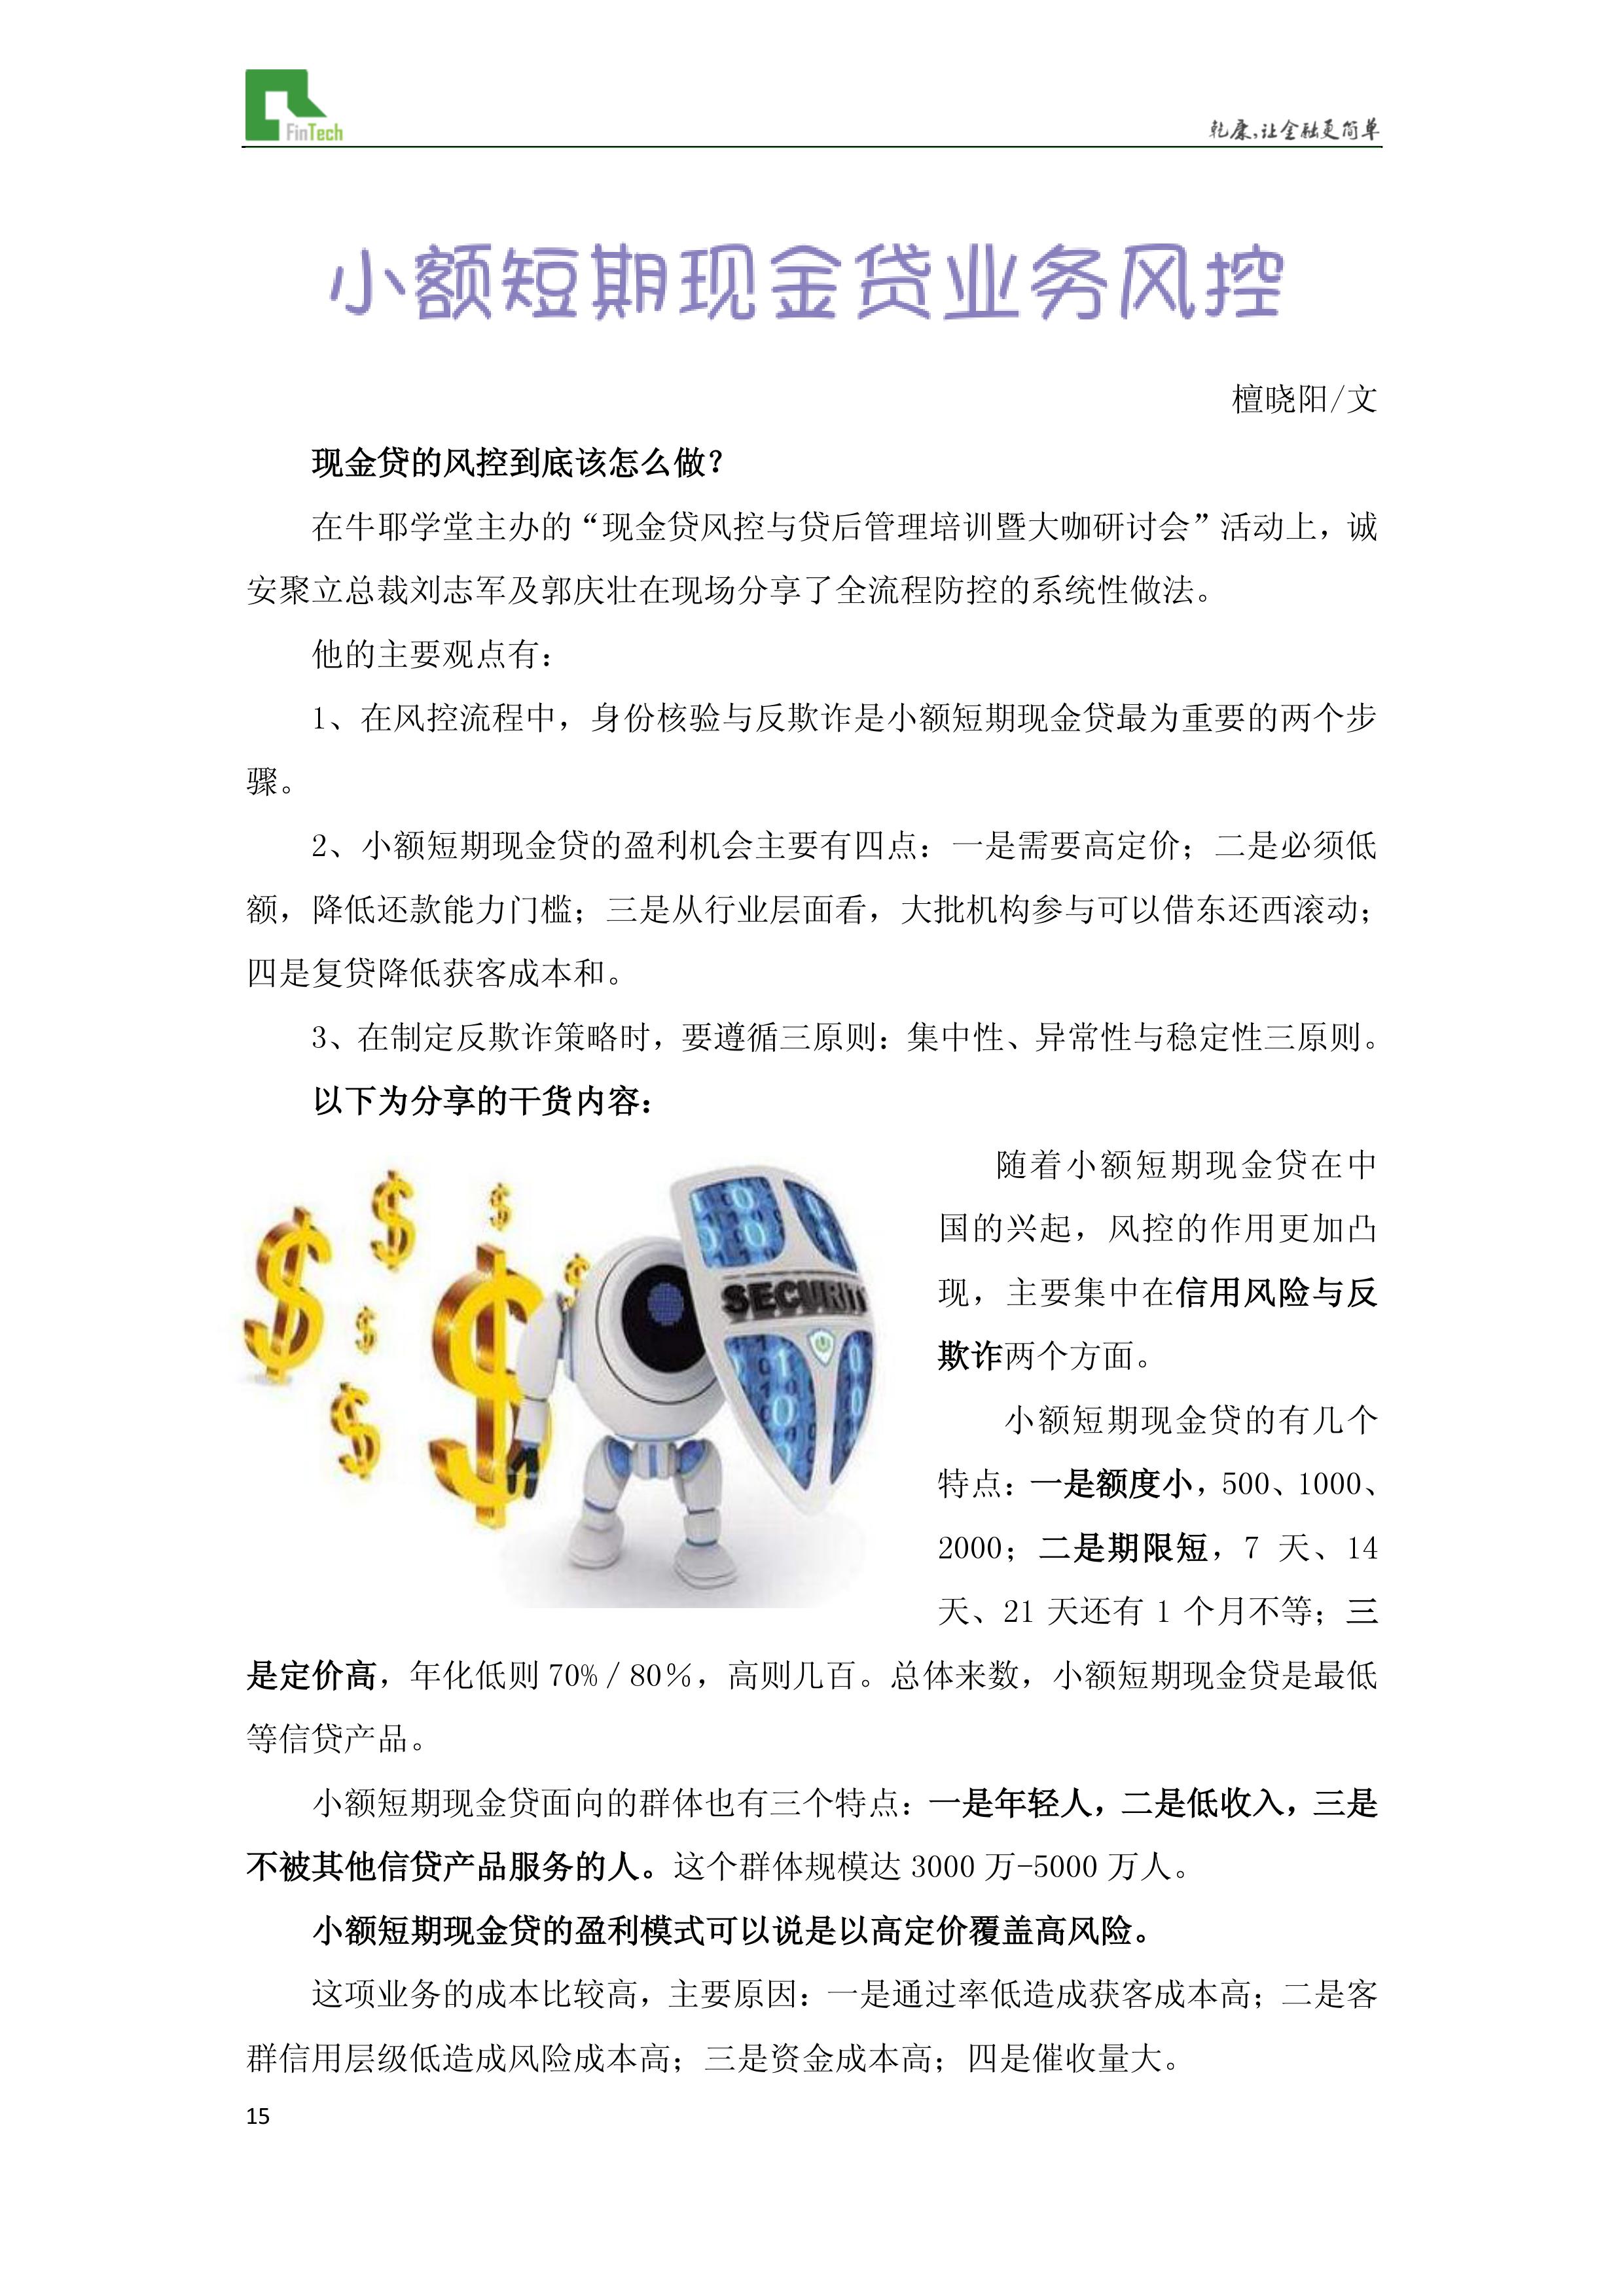 FinTech
乾康,让金融更简单
小额短期现金贷业务风控
檀晓阳/文
现金贷的风控到底该怎么做？
在牛耶学堂主办的“现金贷风控与贷后管理培训暨大咖研讨会”活动上，诚
安聚立总裁刘志军及郭庆壮在现场分享了全流程防控的系统性做法。
他的主要观点有：
1、在风控流程中，身份核验与反欺诈是小额短期现金贷最为重要的两个步
骤。
2、小额短期现金贷的盈利机会主要有四点：一是需要高定价；二是必须低
额，降低还款能力门槛；三是从行业层面看，大批机构参与可以借东还西滚动；
四是复贷降低获客成本和。
3、在制定反欺诈策略时，要遵循三原则：集中性、异常性与稳定性三原则。
以下为分享的干货内容：
SECURIT
随着小额短期现金贷在中
国的兴起，风控的作用更加凸
现，主要集中在信用风险与反
欺诈两个方面。
小额短期现金贷的有几个
特点：一是额度小，500、1000、
2000；二是期限短，7 天、14
天、21 天还有 1 个月不等；三
是定价高，年化低则 70%／80％，高则几百。总体来数，小额短期现金贷是最低
等信贷产品。
小额短期现金贷面向的群体也有三个特点：一是年轻人，二是低收入，三是
不被其他信贷产品服务的人。这个群体规模达 3000 万-5000 万人。
小额短期现金贷的盈利模式可以说是以高定价覆盖高风险。
这项业务的成本比较高，主要原因：一是通过率低造成获客成本高；二是客
群信用层级低造成风险成本高；三是资金成本高；四是催收量大。
15